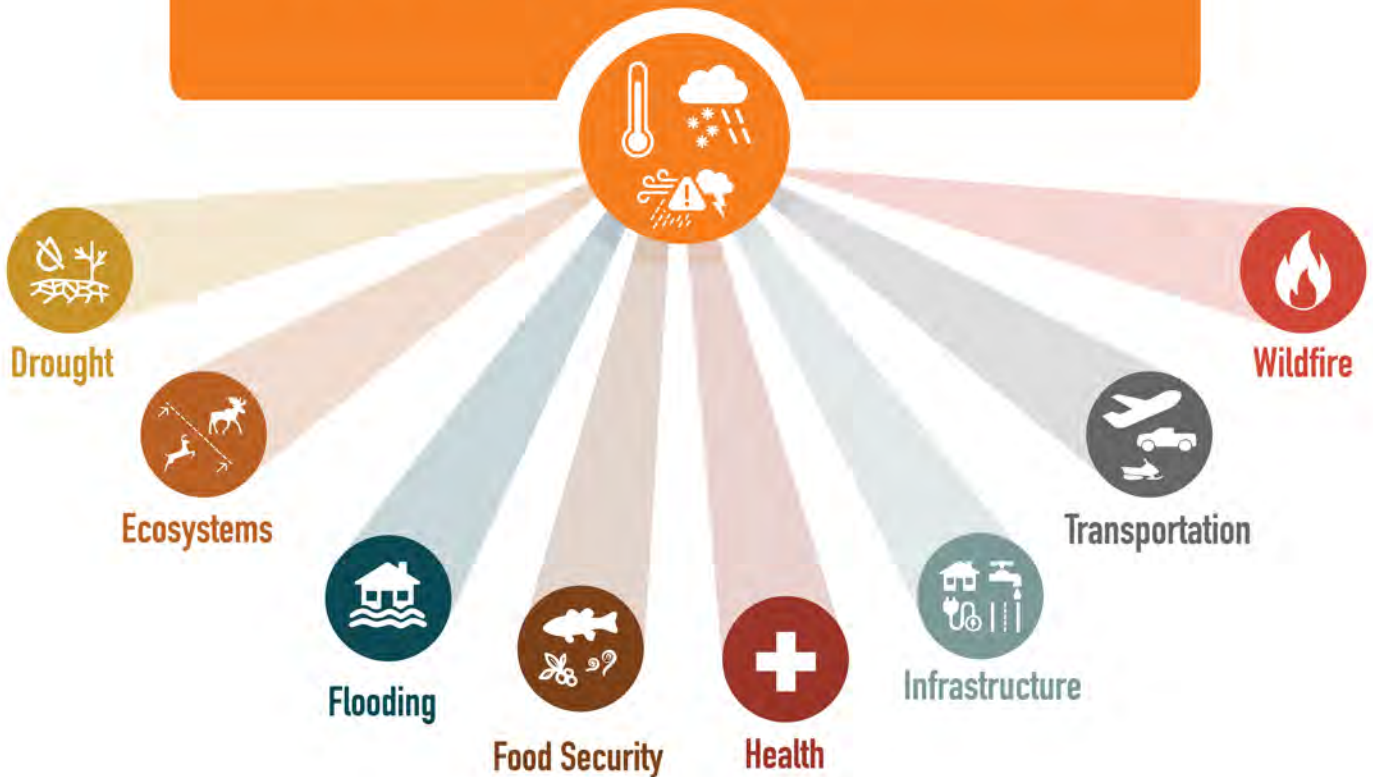 Drought
Ecosystems
Flooding
Food Security
Health
Infrastructure
Transportation
Wildfire